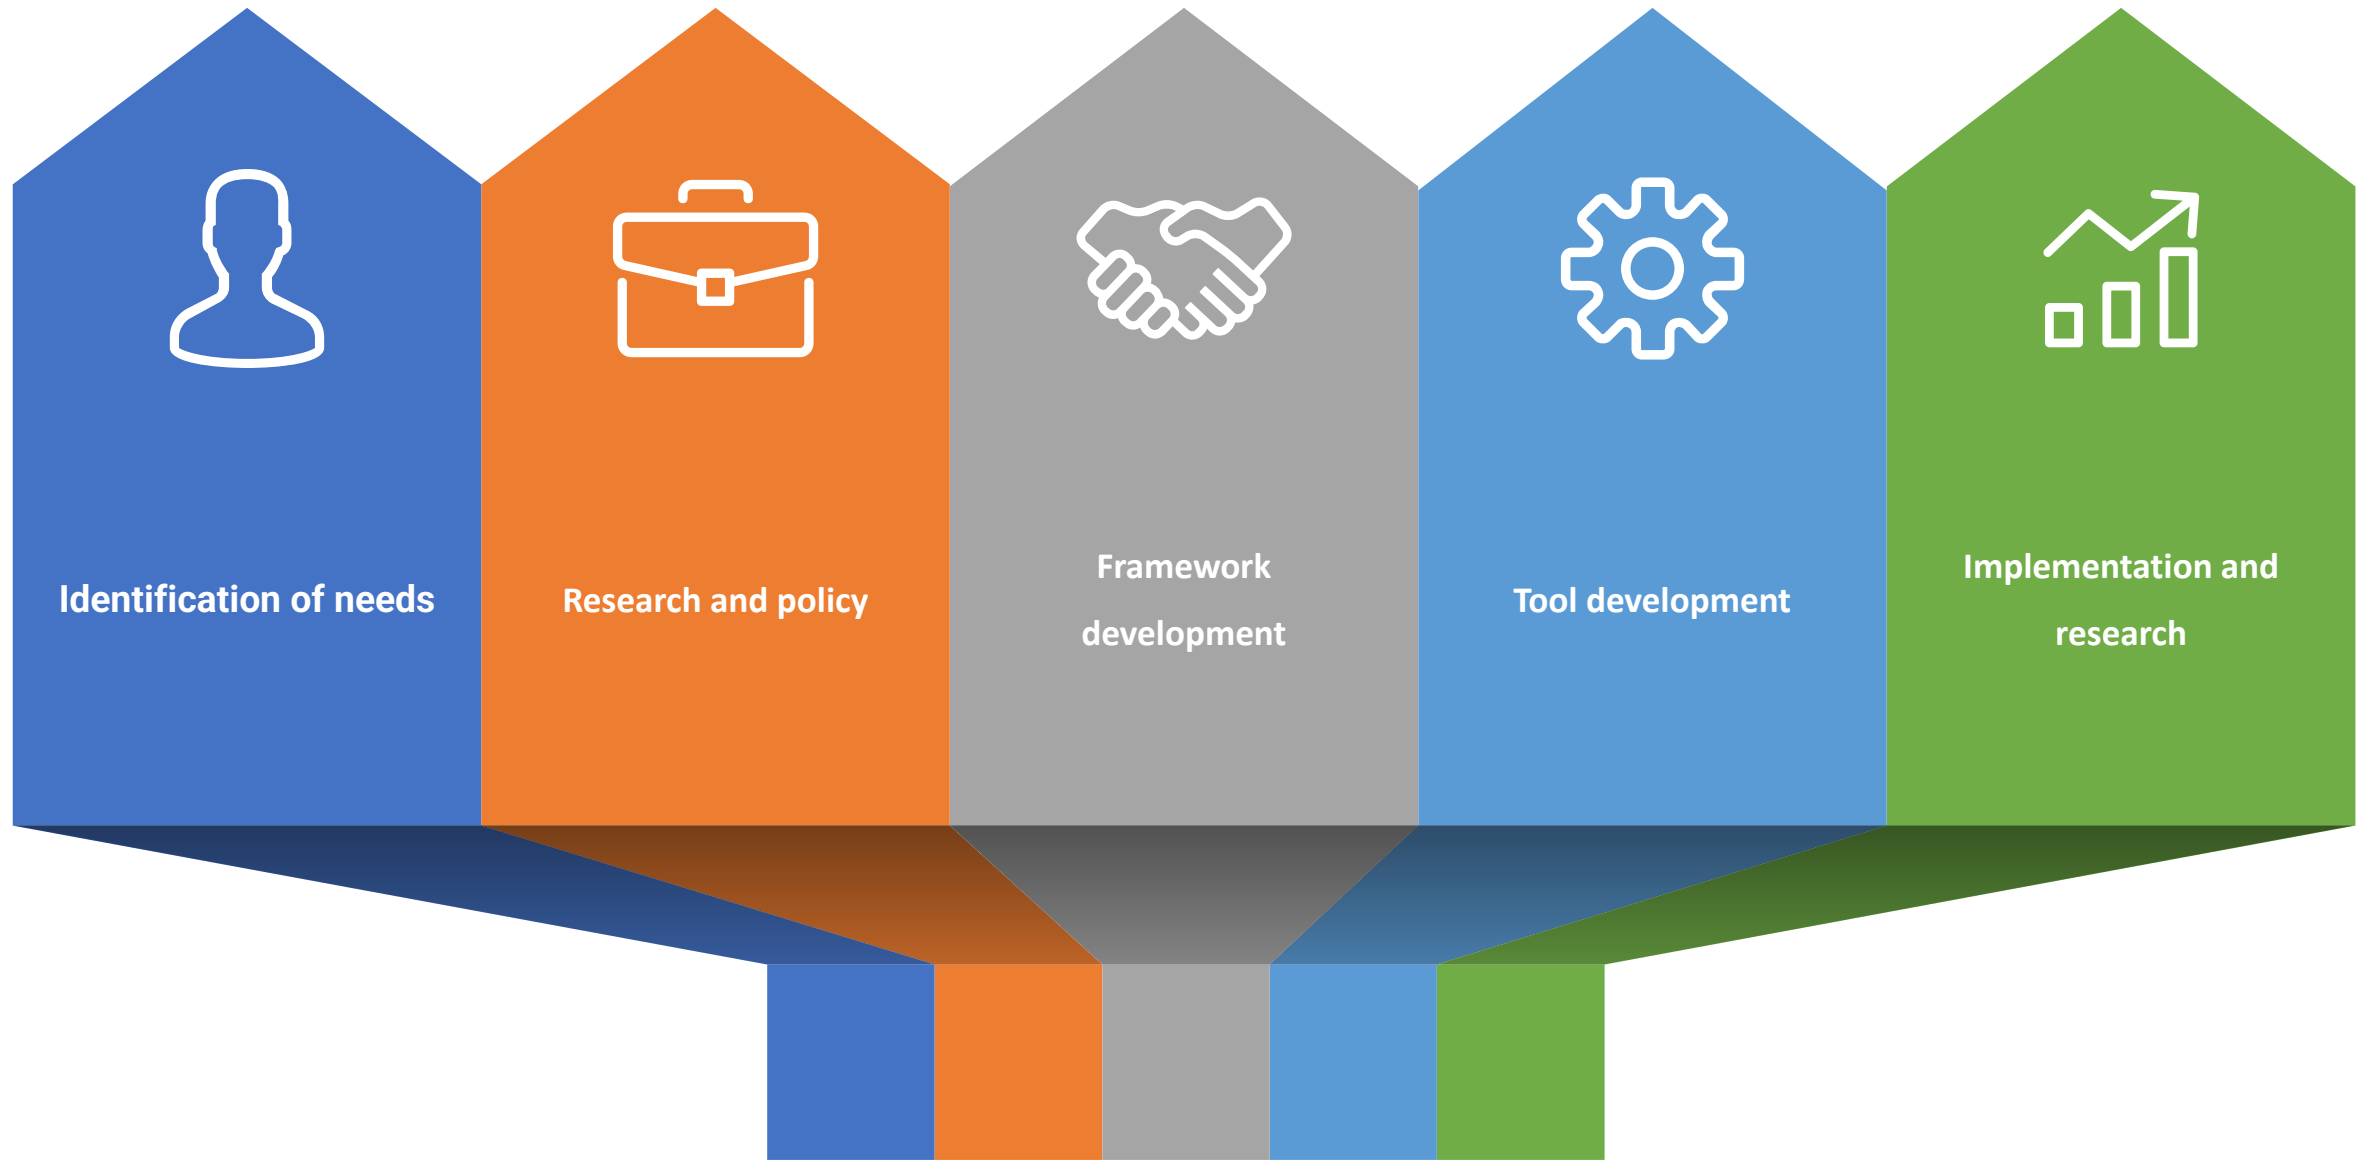 Identification of needs
Research and policy
Framework
development
Tool development
Implementation and
research